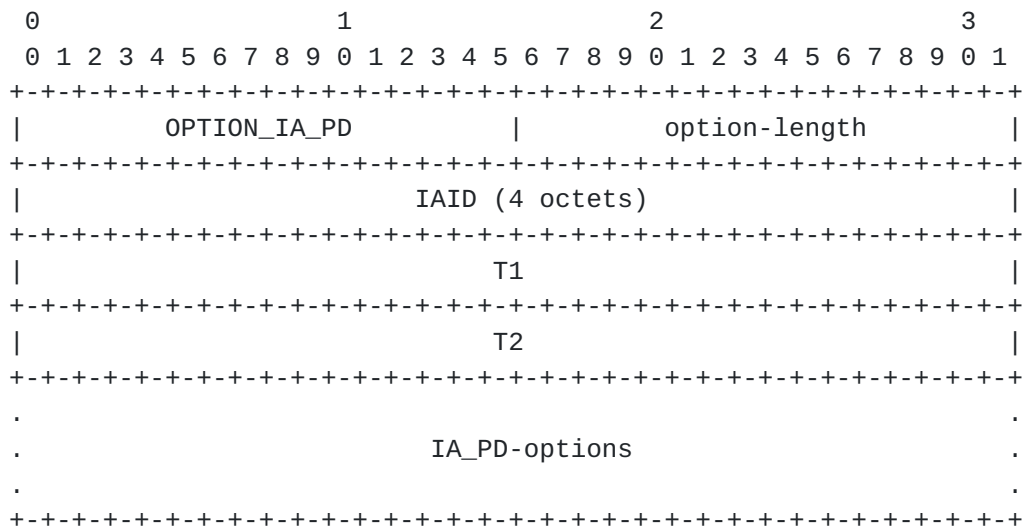 0                   1                   2                   3
 0 1 2 3 4 5 6 7 8 9 0 1 2 3 4 5 6 7 8 9 0 1 2 3 4 5 6 7 8 9 0 1
+-+-+-+-+-+-+-+-+-+-+-+-+-+-+-+-+-+-+-+-+-+-+-+-+-+-+-+-+-+-+-+-+
|         OPTION_IA_PD          |         option-length         |
+-+-+-+-+-+-+-+-+-+-+-+-+-+-+-+-+-+-+-+-+-+-+-+-+-+-+-+-+-+-+-+-+
|                         IAID (4 octets)                       |
+-+-+-+-+-+-+-+-+-+-+-+-+-+-+-+-+-+-+-+-+-+-+-+-+-+-+-+-+-+-+-+-+
|                              T1                               |
+-+-+-+-+-+-+-+-+-+-+-+-+-+-+-+-+-+-+-+-+-+-+-+-+-+-+-+-+-+-+-+-+
|                              T2                               |
+-+-+-+-+-+-+-+-+-+-+-+-+-+-+-+-+-+-+-+-+-+-+-+-+-+-+-+-+-+-+-+-+
.                                                               .
.                          IA_PD-options                        .
.                                                               .
+-+-+-+-+-+-+-+-+-+-+-+-+-+-+-+-+-+-+-+-+-+-+-+-+-+-+-+-+-+-+-+-+